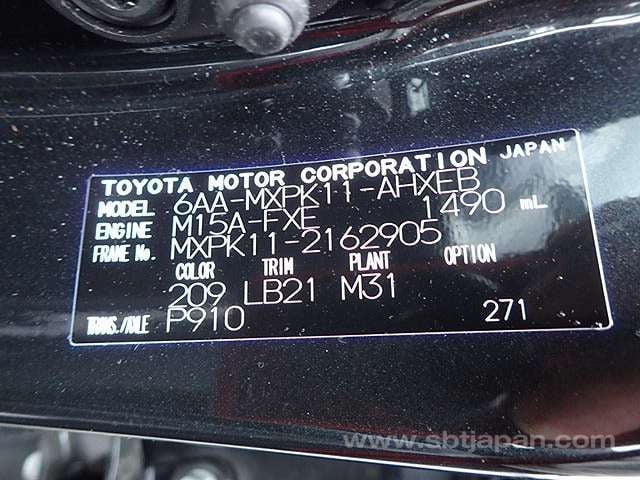 TOYOTA MOTOR CORPORATION JAPAN
MODEL 6AA-MXPK11-AHXEB
ENGINE M15A-FXE 1490 mL
FRAME No. MXPK11-2162905
COLOR TRIM PLANT OPTION
209 LB21 M31
TRANS./AXLE P910 271
www.sbtjapan.com